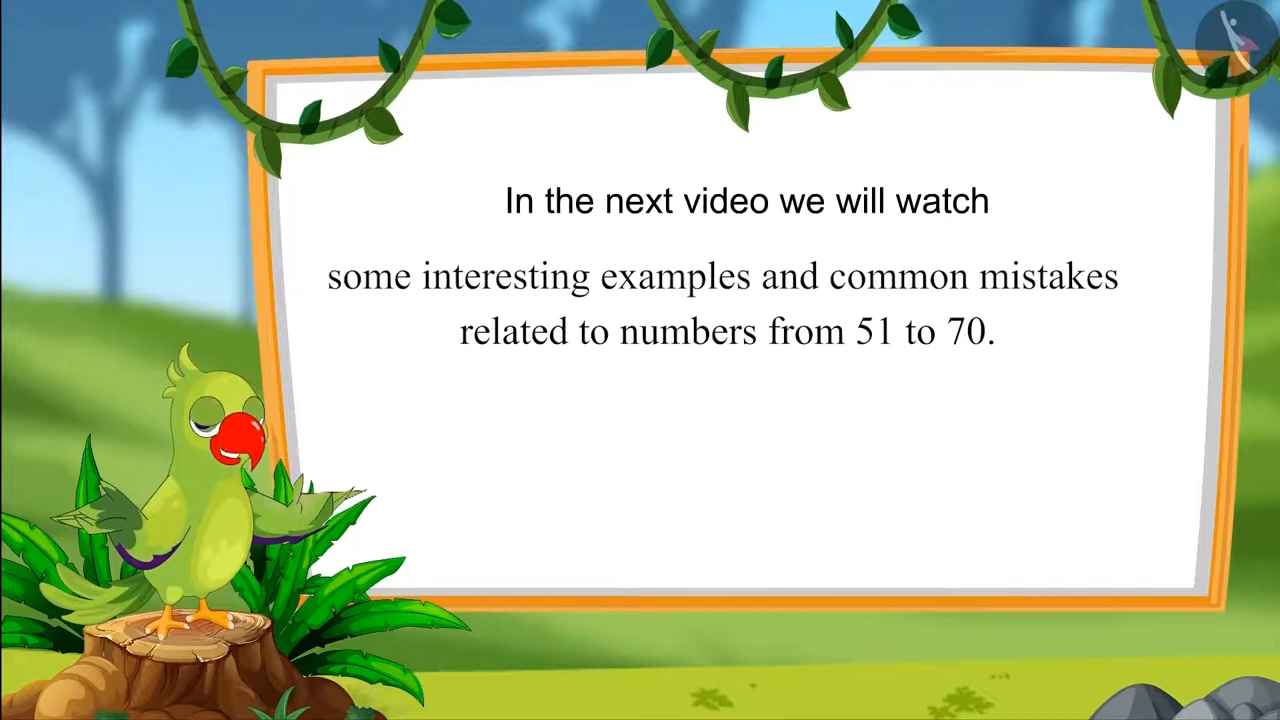 In the next video we will watch
some interesting examples and common mistakes
related to numbers from 51 to 70.